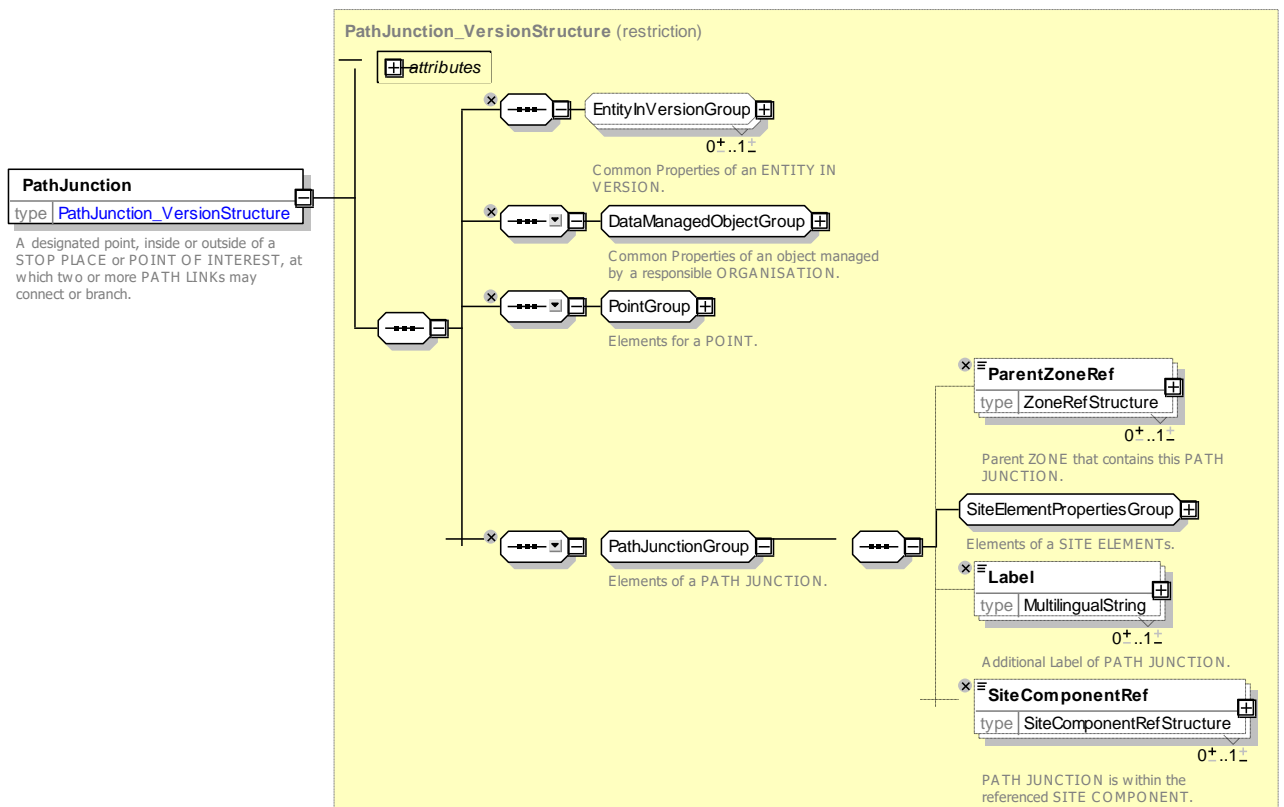 PathJunction_VersionStructure (restriction)
attributes
EntityInVersionGroup
0..1
Common Properties of an ENTITY IN
VERSION.
PathJunction
type PathJunction_VersionStructure
A designated point, inside or outside of a
STOP PLACE or POINT OF INTEREST, at
which two or more PATH LINKs may
connect or branch.
DataManagedObjectGroup
Common Properties of an object managed
by a responsible ORGANISATION.
PointGroup
Elements for a POINT.
ParentZoneRef
type ZoneRefStructure
0..1
Parent ZONE that contains this PATH
JUNCTION.
SiteElementPropertiesGroup
Elements of a SITE ELEMENTs.
PathJunctionGroup
Elements of a PATH JUNCTION.
Label
type MultilingualString
0..1
Additional Label of PATH JUNCTION.
SiteComponentRef
type SiteComponentRefStructure
0..1
PATH JUNCTION is within the
referenced SITE COMPONENT.